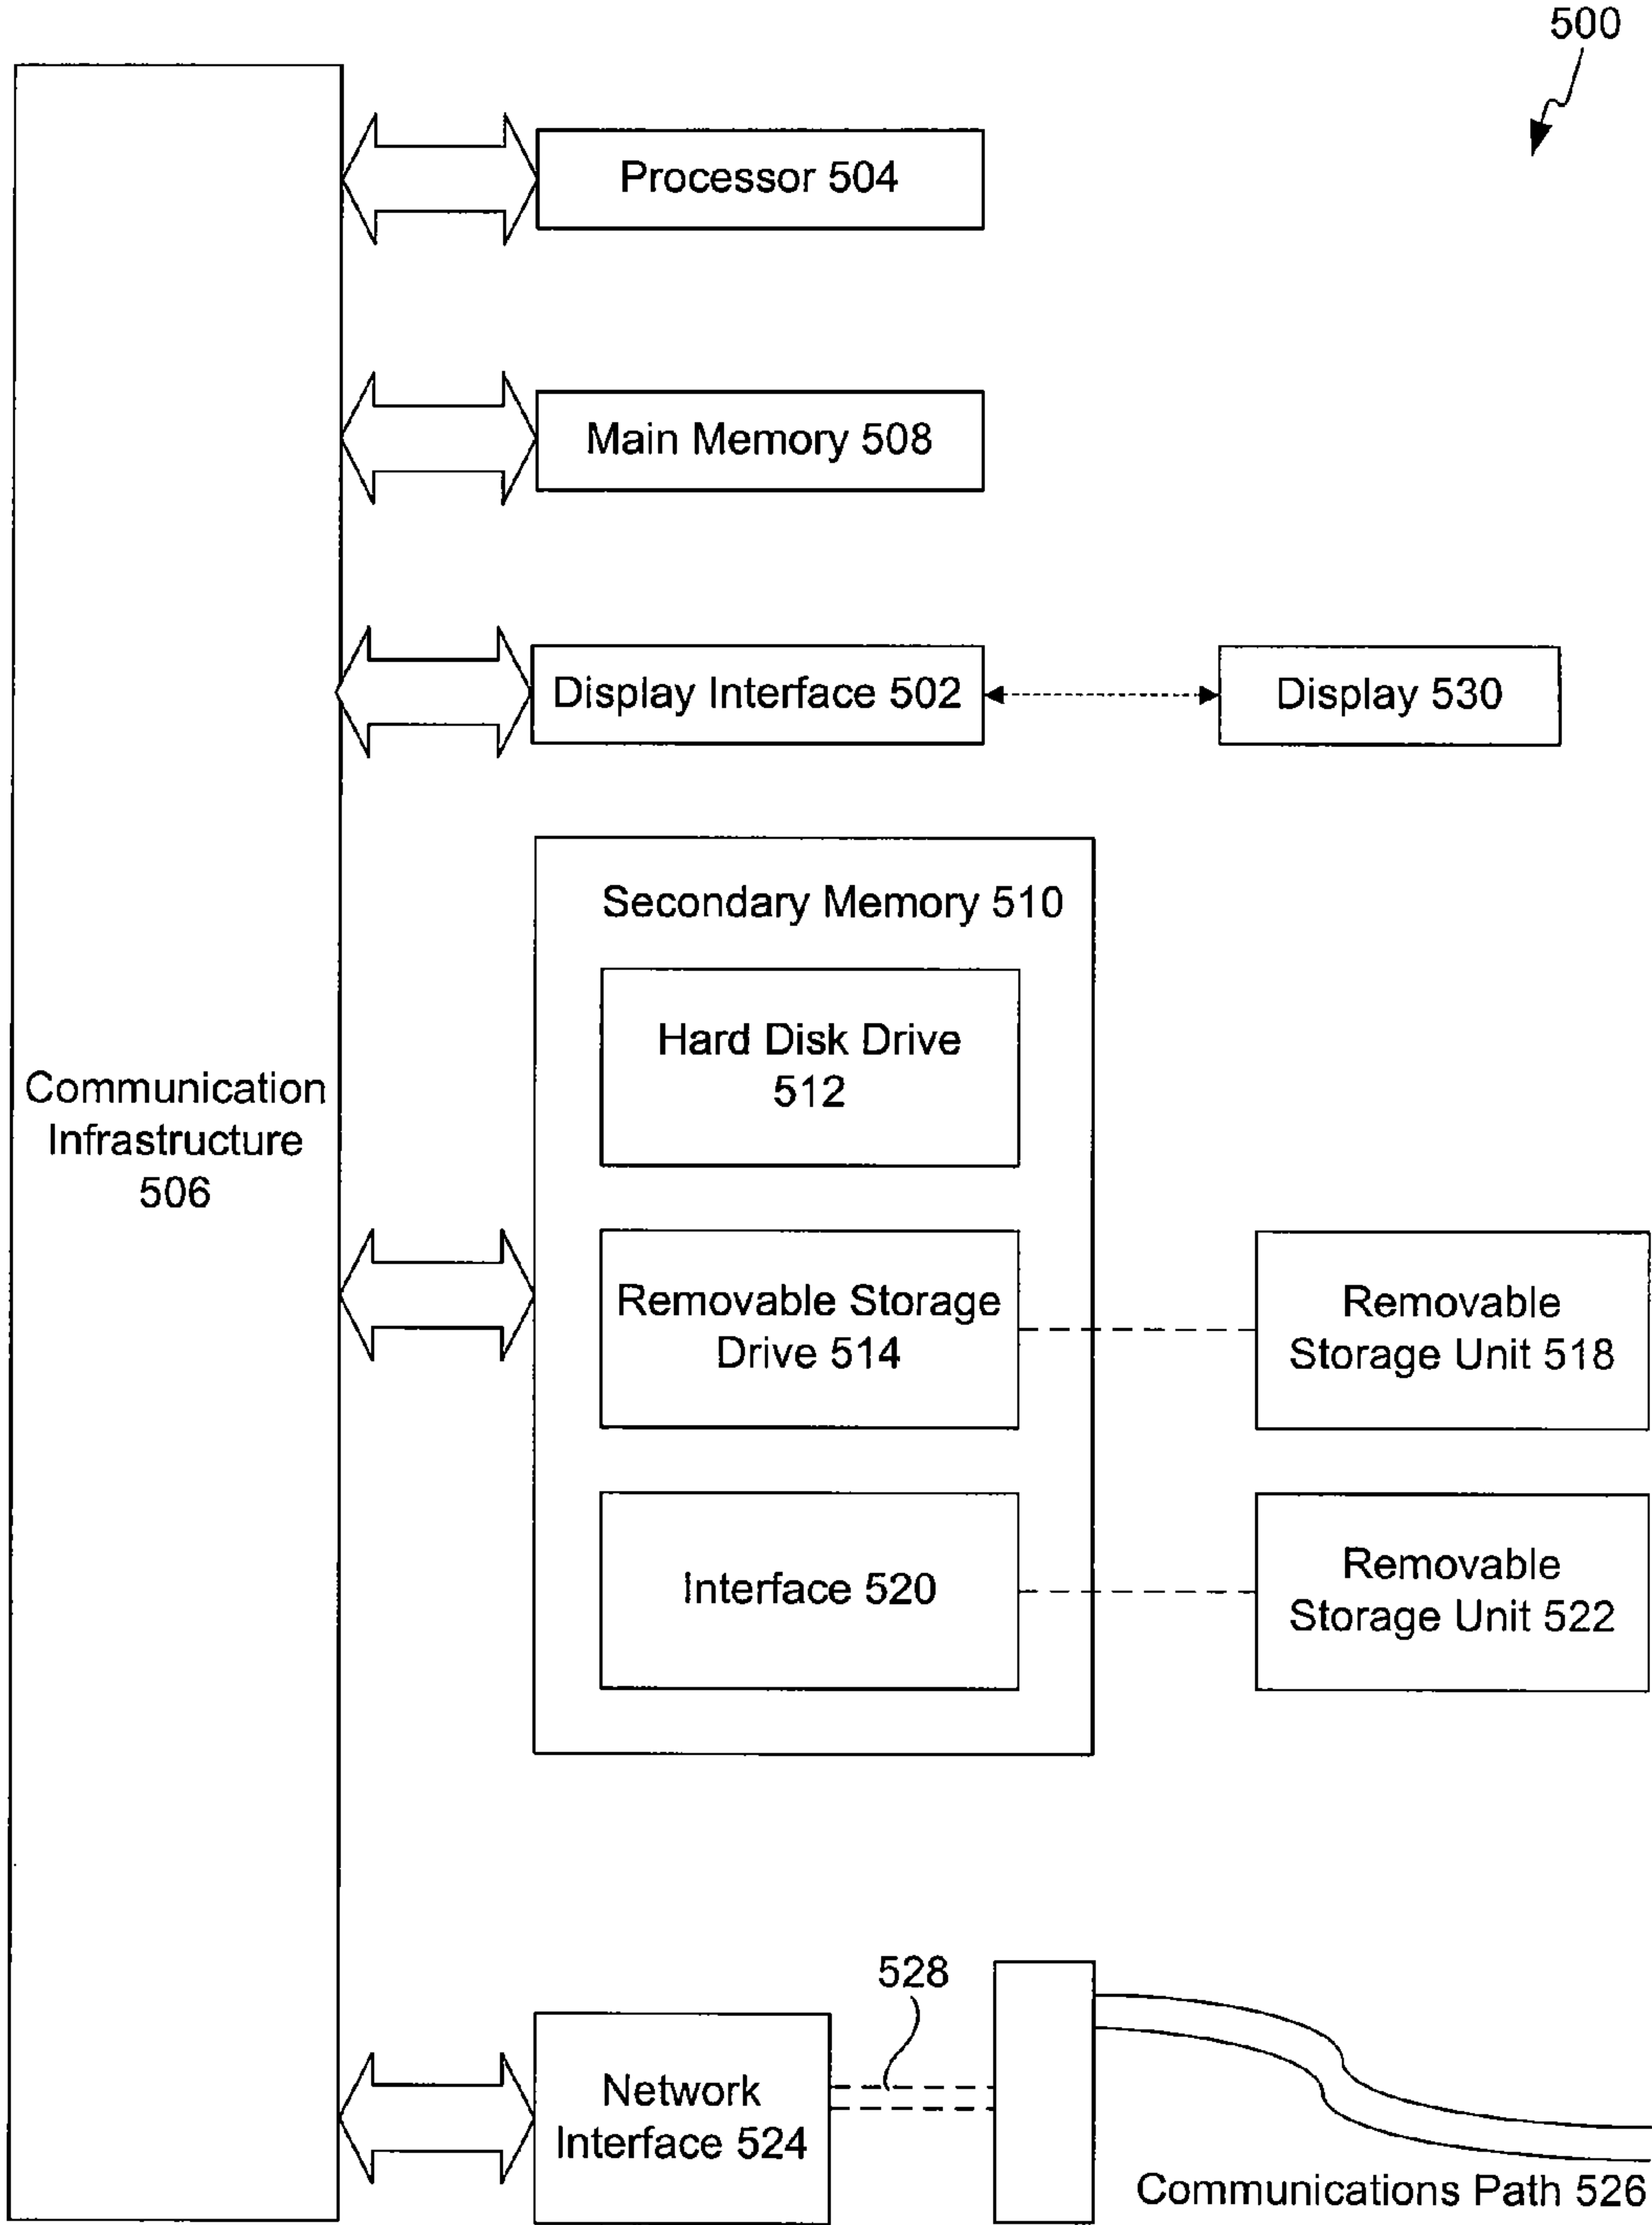 500
Processor 504
Main Memory 508
Display Interface 502
Display 530
Secondary Memory 510
Hard Disk Drive
512
Communication
Infrastructure
506
Removable Storage
Drive 514
Removable
Storage Unit 518
Interface 520
Removable
Storage Unit 522
528
Network
Interface 524
Communications Path 526